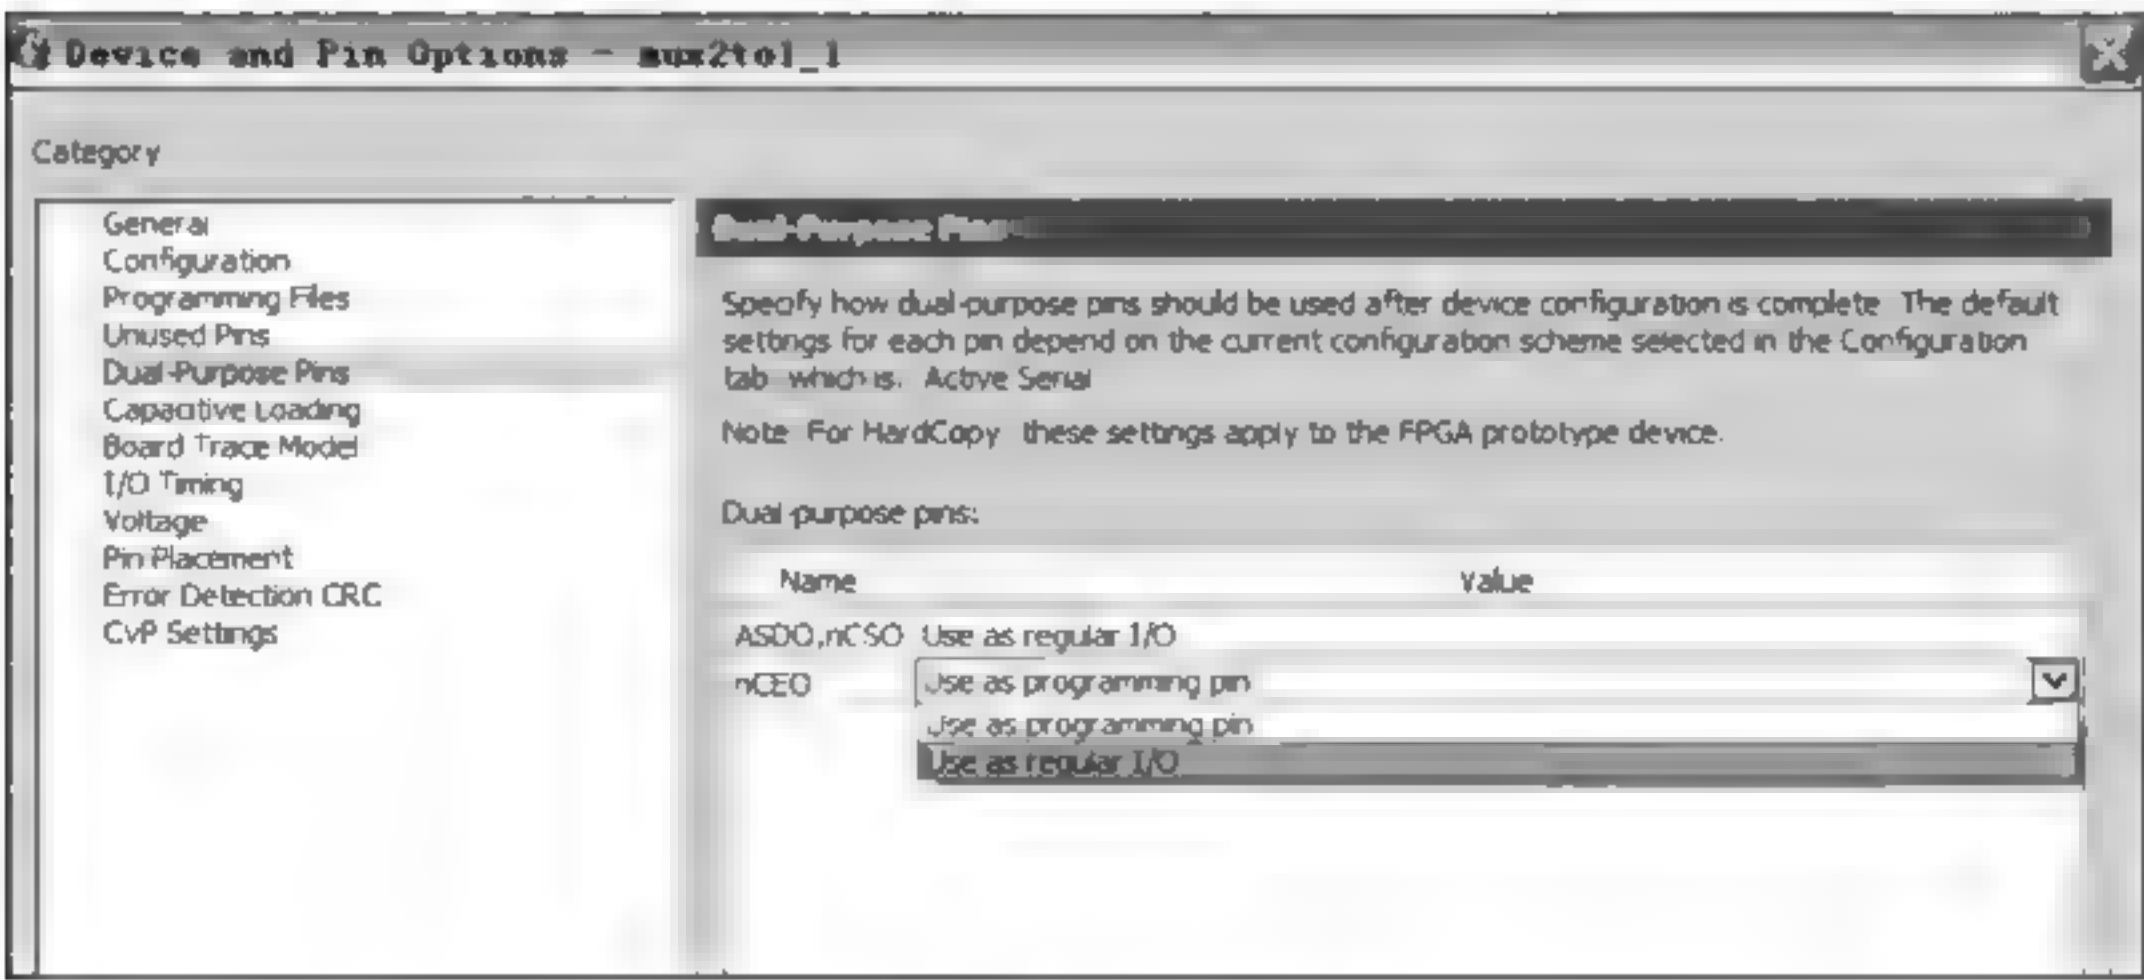 Device and Pin Options - mux2to1_1
Category
General
Configuration
Programming Files
Unused Pins
Dual-Purpose Pins
Capacitive Loading
Board Trace Model
I/O Timing
Voltage
Pin Placement
Error Detection CRC
CvP Settings
Dual-Purpose Pins
Specify how dual-purpose pins should be used after device configuration is complete The default
settings for each pin depend on the current configuration scheme selected in the Configuration
tab which is. Active Serial
Note For HardCopy these settings apply to the FPGA prototype device.
Dual-purpose pins:
Name Value
ASDO,nCSO Use as regular I/O
nCEO Use as programming pin
Use as programming pin
Use as regular I/O